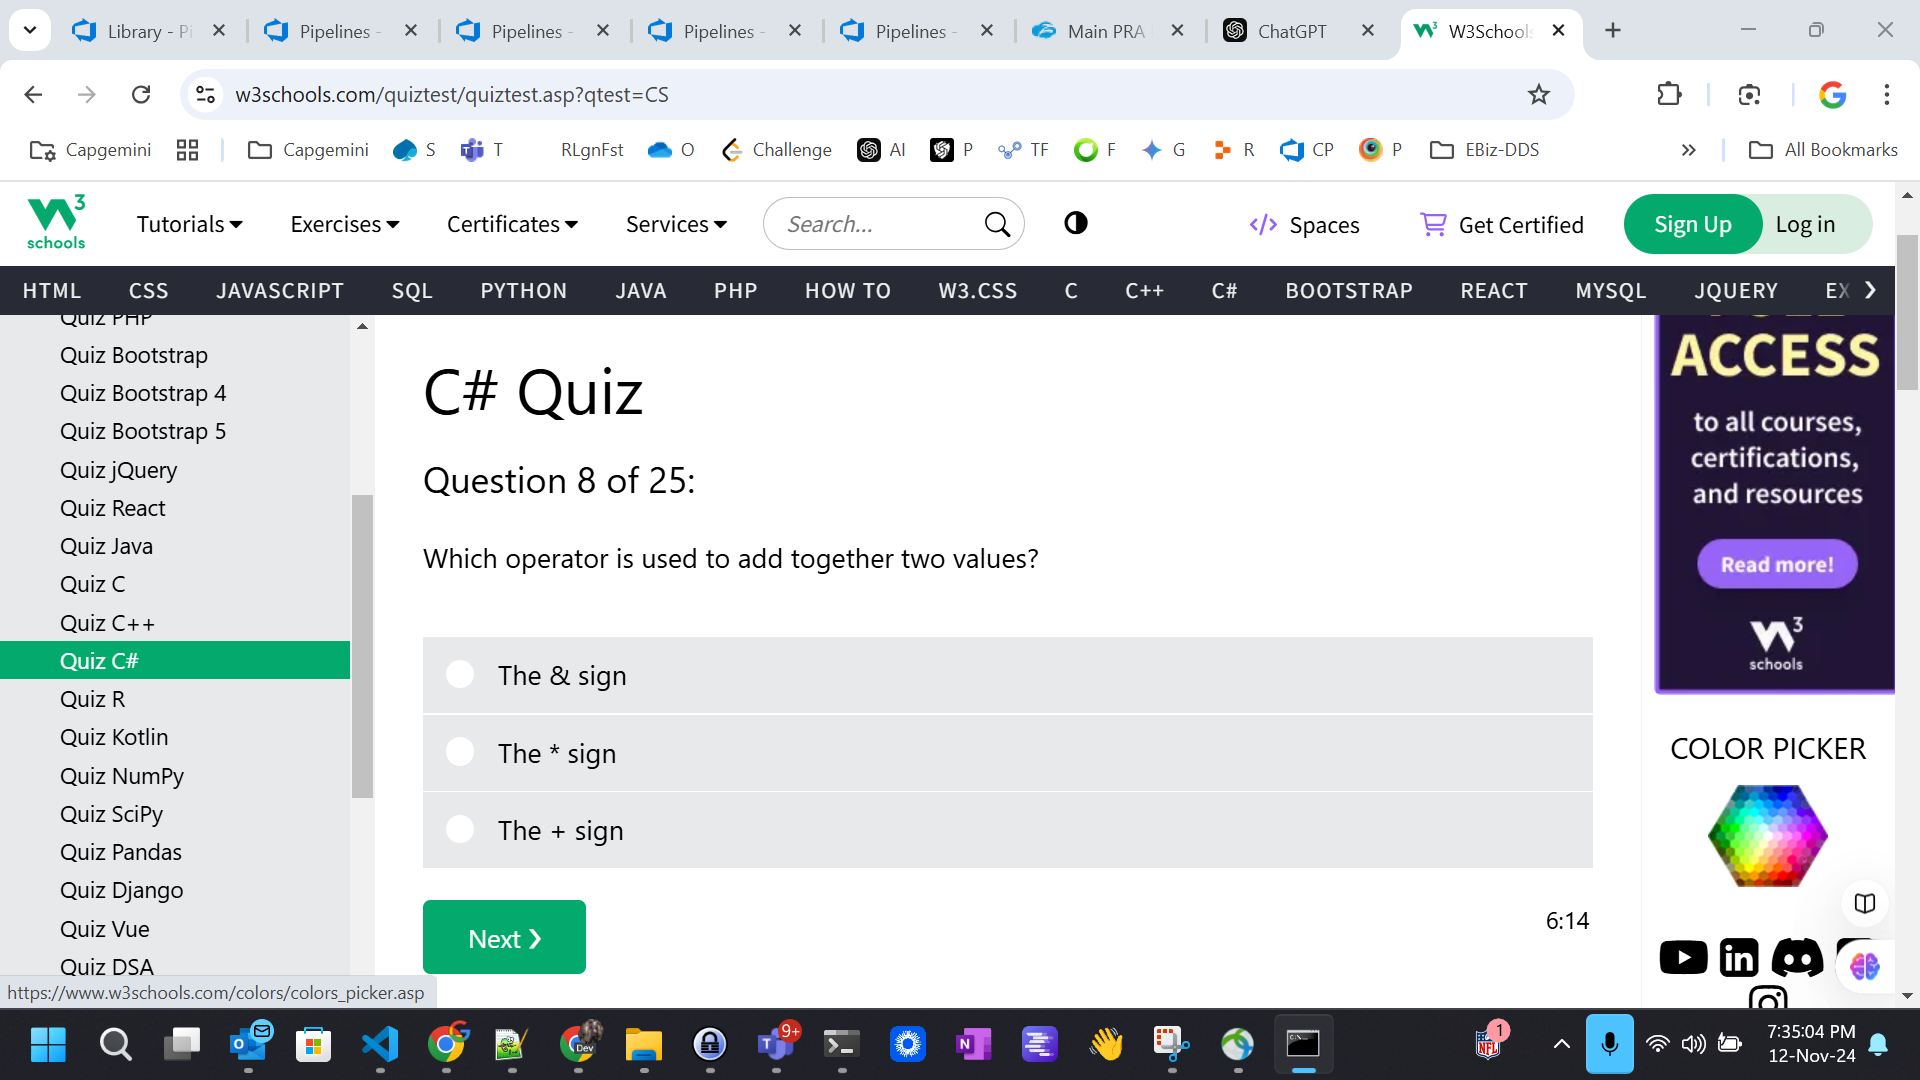 Library - Pi
Pipelines -
Pipelines -
Pipelines -
Pipelines -
Main PRA
ChatGPT
W3Schools
w3schools.com/quiztest/quiztest.asp?qtest=CS
Capgemini
Capgemini
S
T
RLgnFst
O
Challenge
AI
P
TF
F
G
R
CP
P
EBiz-DDS
All Bookmarks
W3 schools
Tutorials
Exercises
Certificates
Services
Search...
</> Spaces
Get Certified
Sign Up
Log in
HTML
CSS
JAVASCRIPT
SQL
PYTHON
JAVA
PHP
HOW TO
W3.CSS
C
C++
C#
BOOTSTRAP
REACT
MYSQL
JQUERY
EX
Quiz PHP
Quiz Bootstrap
Quiz Bootstrap 4
Quiz Bootstrap 5
Quiz jQuery
Quiz React
Quiz Java
Quiz C
Quiz C++
Quiz C#
Quiz R
Quiz Kotlin
Quiz NumPy
Quiz SciPy
Quiz Pandas
Quiz Django
Quiz Vue
Quiz DSA
https://www.w3schools.com/colors/colors_picker.asp
C# Quiz
Question 8 of 25:
Which operator is used to add together two values?
The & sign
The * sign
The + sign
Next ❯
6:14
ACCESS
to all courses,
certifications,
and resources
Read more!
W3
schools
COLOR PICKER
in
Dev
9+
N
NFL
1
7:35:04 PM
12-Nov-24